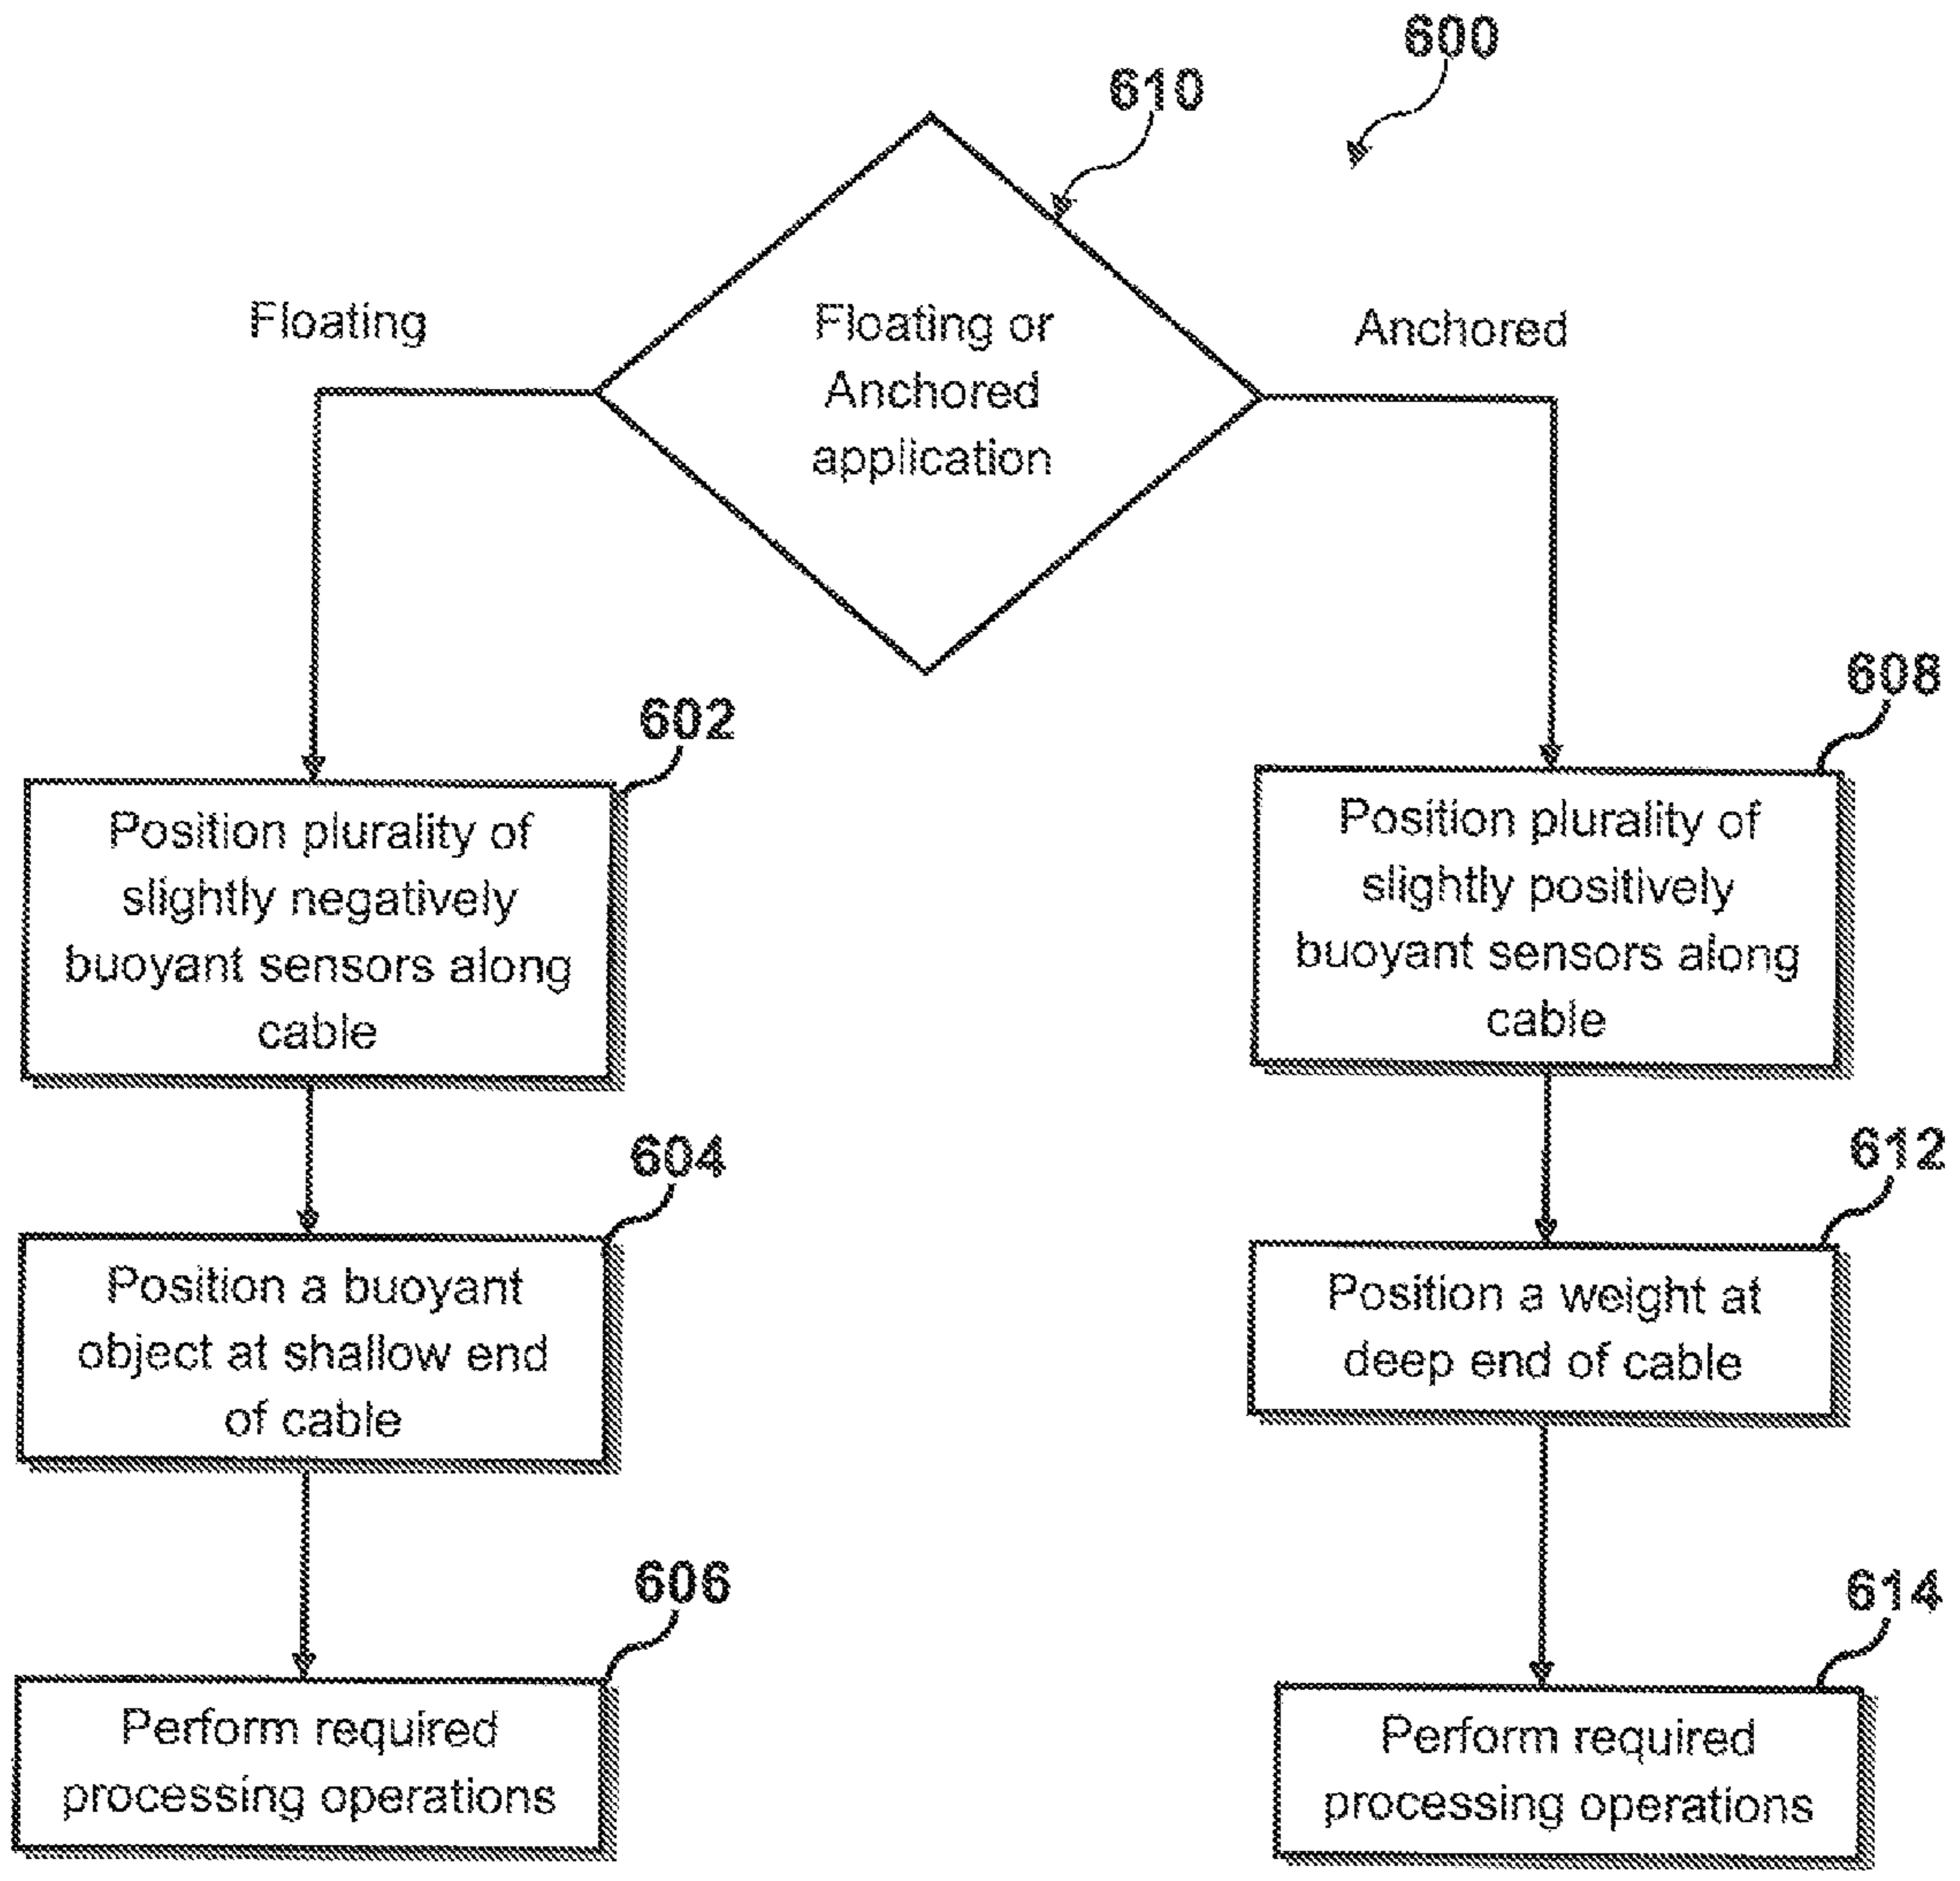 600
610
Floating
Floating or
Anchored
application
Anchored
602
Position plurality of
slightly negatively
buoyant sensors along
cable
604
Position a buoyant
object at shallow end
of cable
606
Perform required
processing operations
608
Position plurality of
slightly positively
buoyant sensors along
cable
612
Position a weight at
deep end of cable
614
Perform required
processing operations